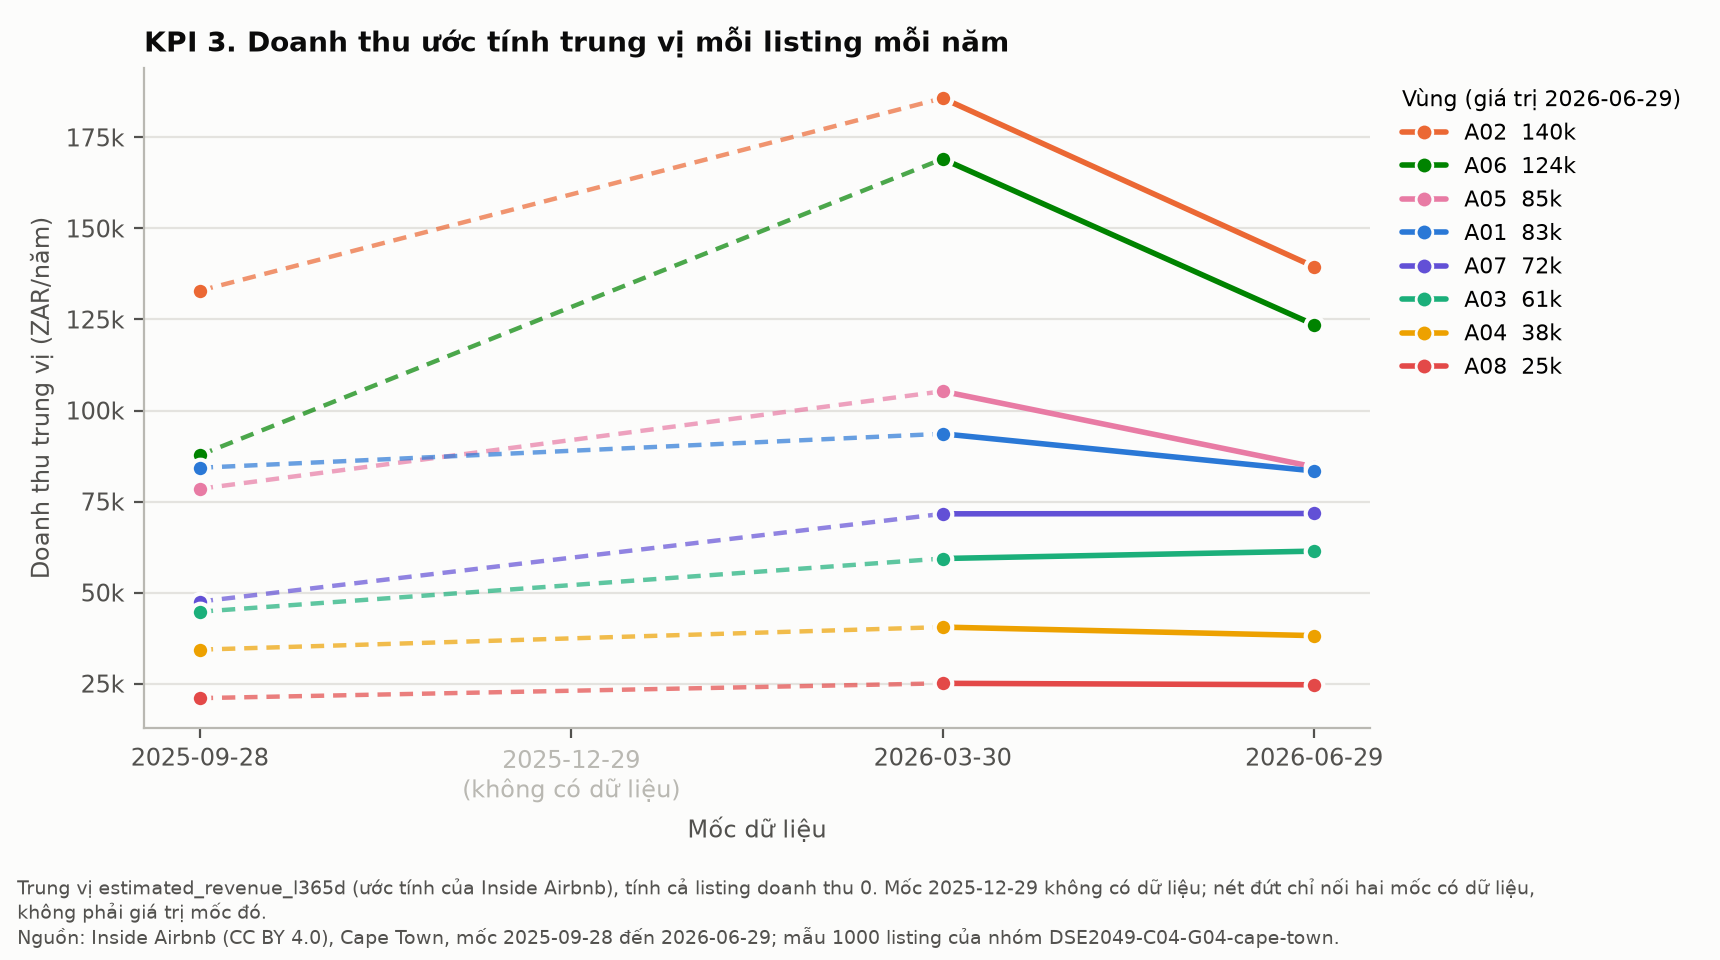 KPI 3. Doanh thu ước tính trung vị mỗi listing mỗi năm
Doanh thu trung vị (ZAR/năm)
175k
150k
125k
100k
75k
50k
25k
2025-09-28
2025-12-29
(không có dữ liệu)
2026-03-30
2026-06-29
Mốc dữ liệu
Vùng (giá trị 2026-06-29)
A02 140k
A06 124k
A05 85k
A01 83k
A07 72k
A03 61k
A04 38k
A08 25k
Trung vị estimated_revenue_l365d (ước tính của Inside Airbnb), tính cả listing doanh thu 0. Mốc 2025-12-29 không có dữ liệu; nét đứt chỉ nối hai mốc có dữ liệu,
không phải giá trị mốc đó.
Nguồn: Inside Airbnb (CC BY 4.0), Cape Town, mốc 2025-09-28 đến 2026-06-29; mẫu 1000 listing của nhóm DSE2049-C04-G04-cape-town.